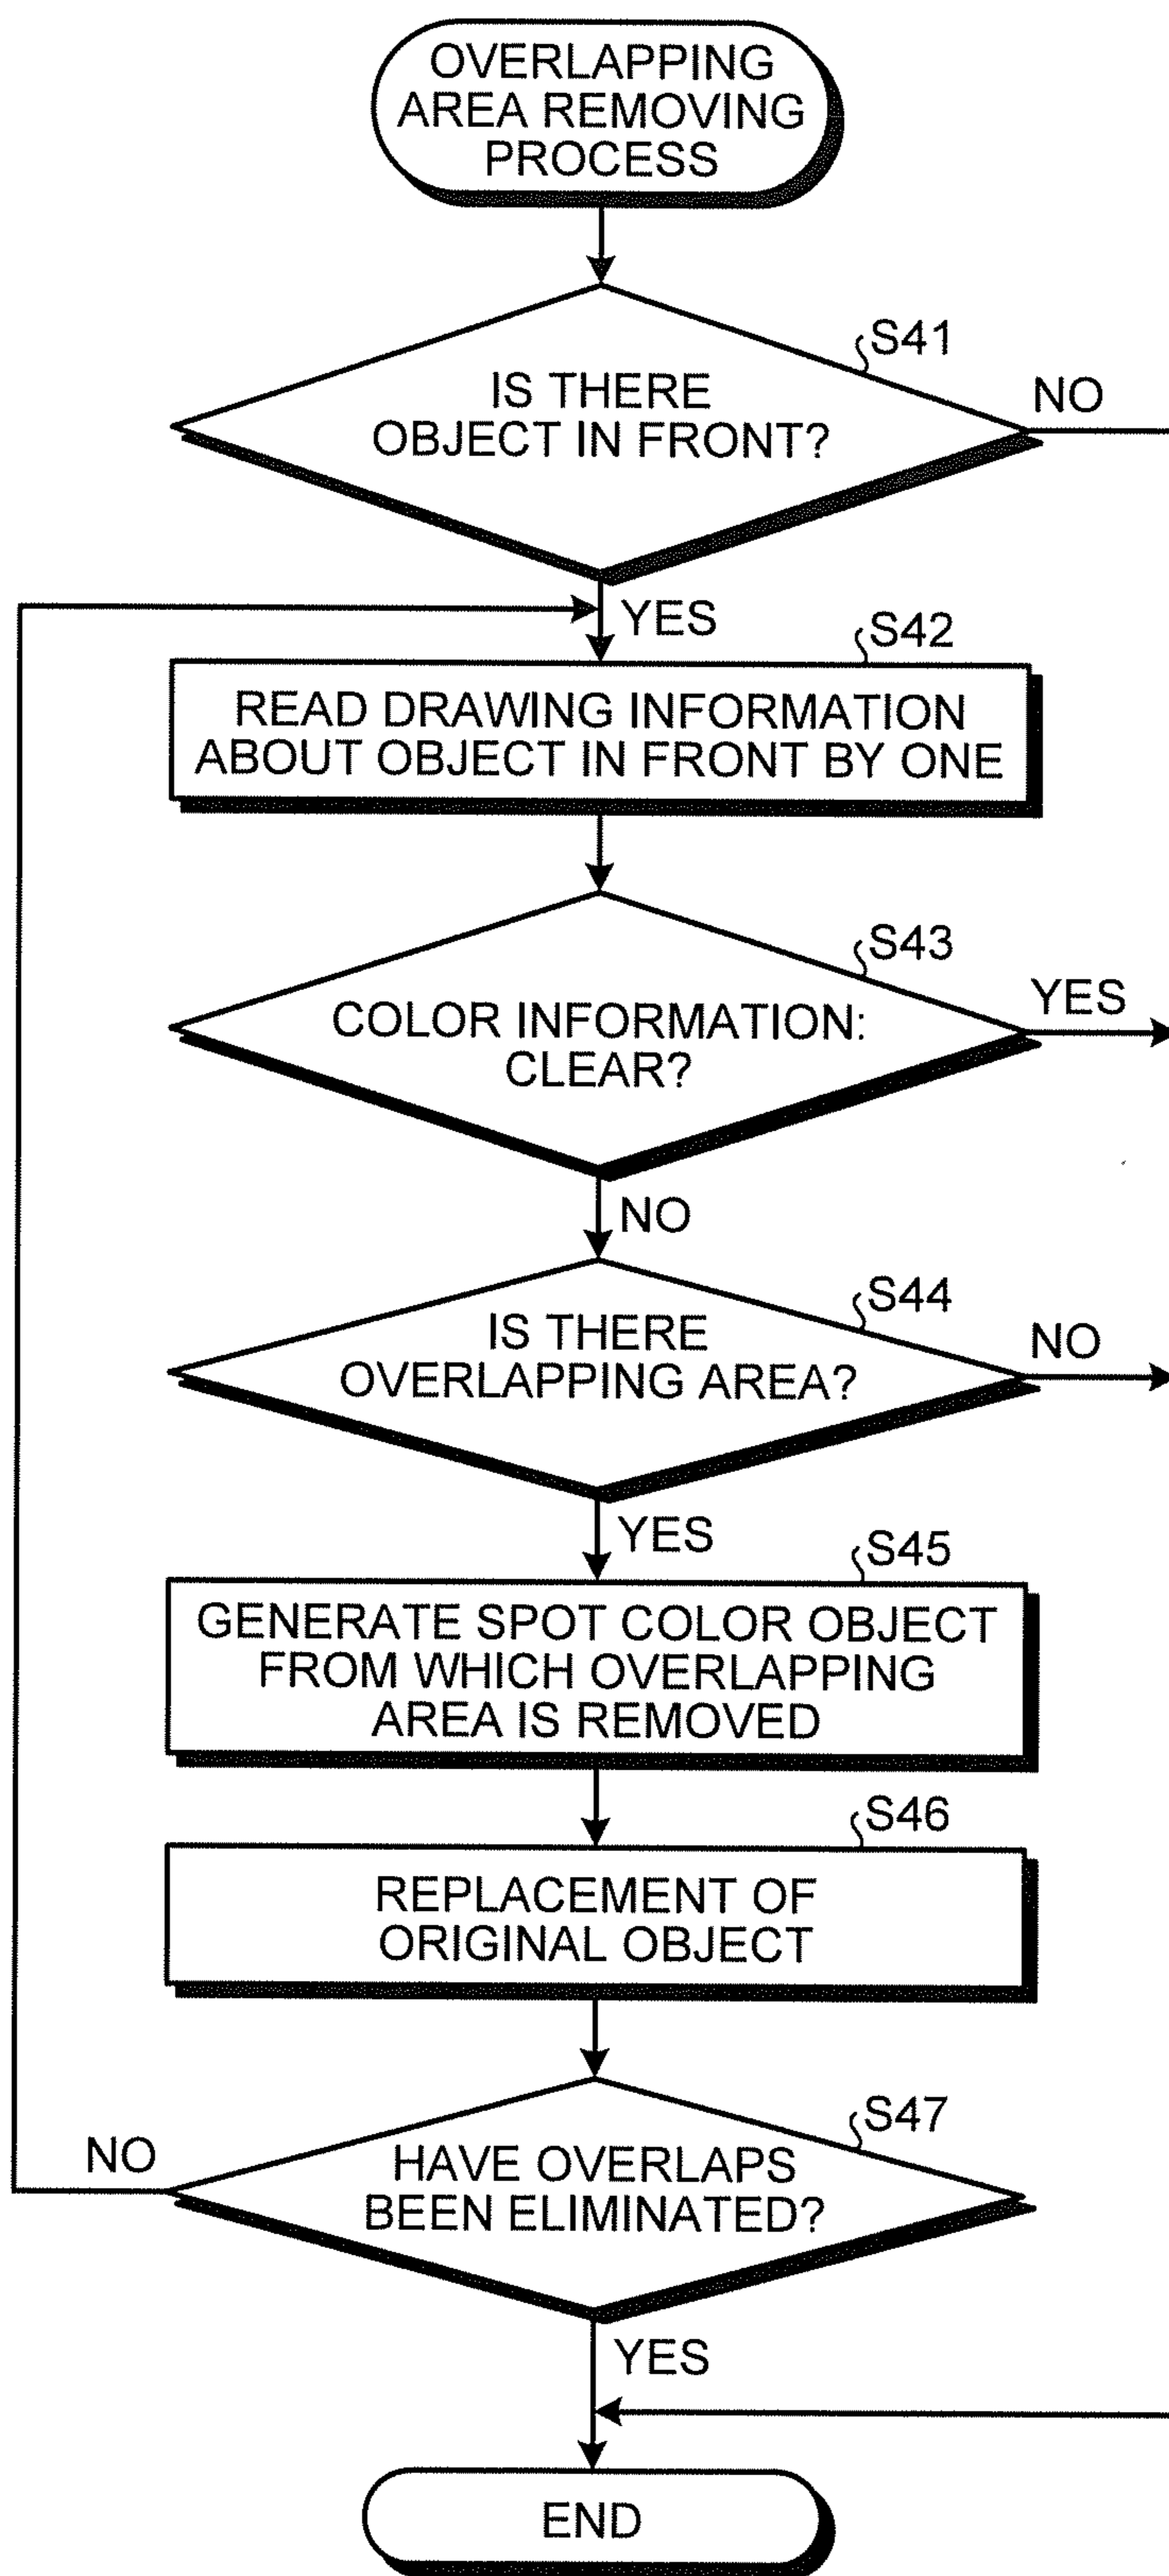 OVERLAPPING
AREA REMOVING
PROCESS
S41
IS THERE
OBJECT IN FRONT?
NO
YES
S42
READ DRAWING INFORMATION
ABOUT OBJECT IN FRONT BY ONE
S43
COLOR INFORMATION:
CLEAR?
YES
NO
S44
IS THERE
OVERLAPPING AREA?
NO
YES
S45
GENERATE SPOT COLOR OBJECT
FROM WHICH OVERLAPPING
AREA IS REMOVED
S46
REPLACEMENT OF
ORIGINAL OBJECT
S47
HAVE OVERLAPS
BEEN ELIMINATED?
NO
YES
END